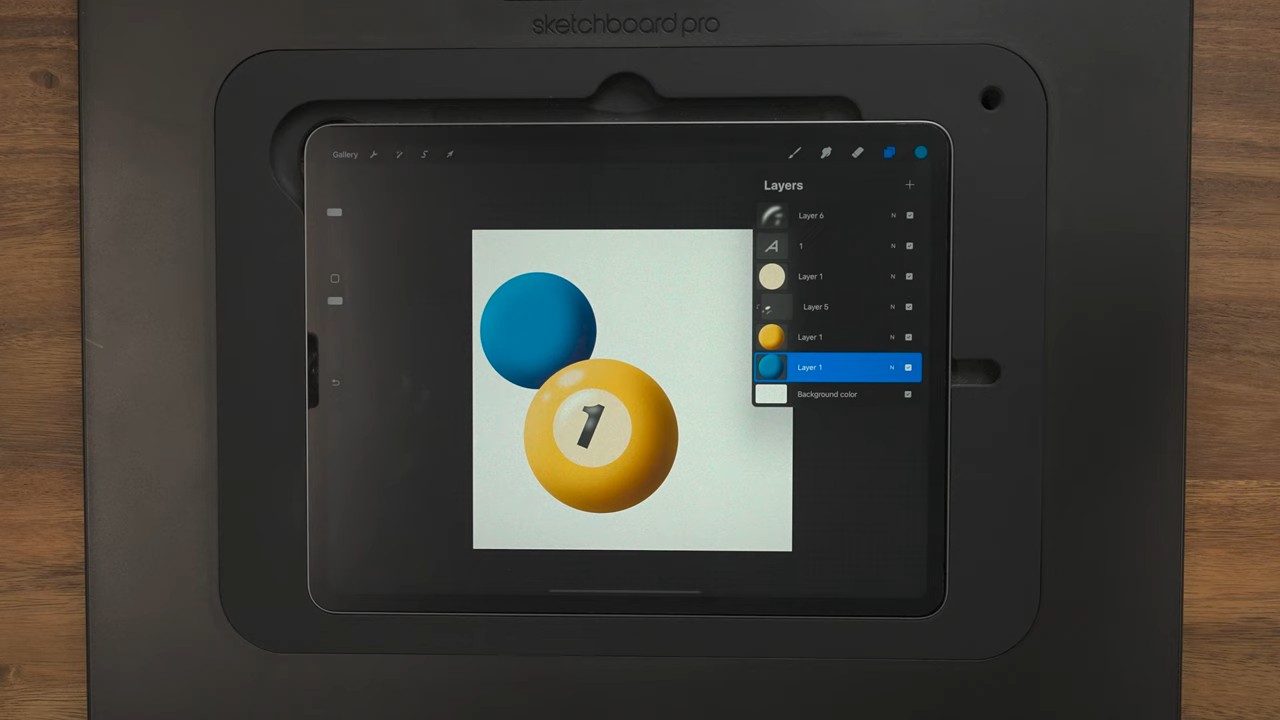 sketchboard pro
Gallery
Layers
Layer 6 N
1 N
Layer 1 N
Layer 5 N
Layer 1 N
Layer 1 N
Background color
1